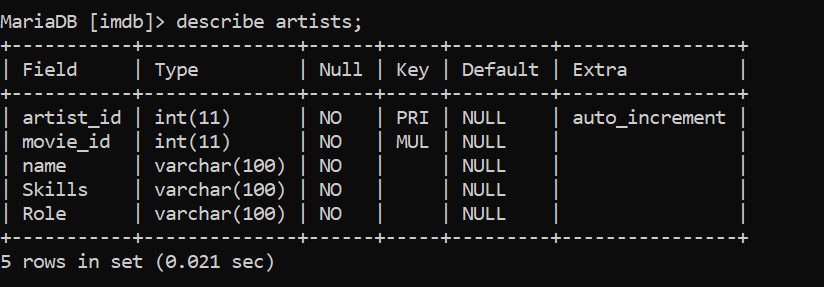 MariaDB [imdb]> describe artists;
+-----------+--------------+------+-----+---------+----------------+
| Field     | Type         | Null | Key | Default | Extra          |
+-----------+--------------+------+-----+---------+----------------+
| artist_id | int(11)      | NO   | PRI | NULL    | auto_increment |
| movie_id  | int(11)      | NO   | MUL | NULL    |                |
| name      | varchar(100) | NO   |     | NULL    |                |
| Skills    | varchar(100) | NO   |     | NULL    |                |
| Role      | varchar(100) | NO   |     | NULL    |                |
+-----------+--------------+------+-----+---------+----------------+
5 rows in set (0.021 sec)